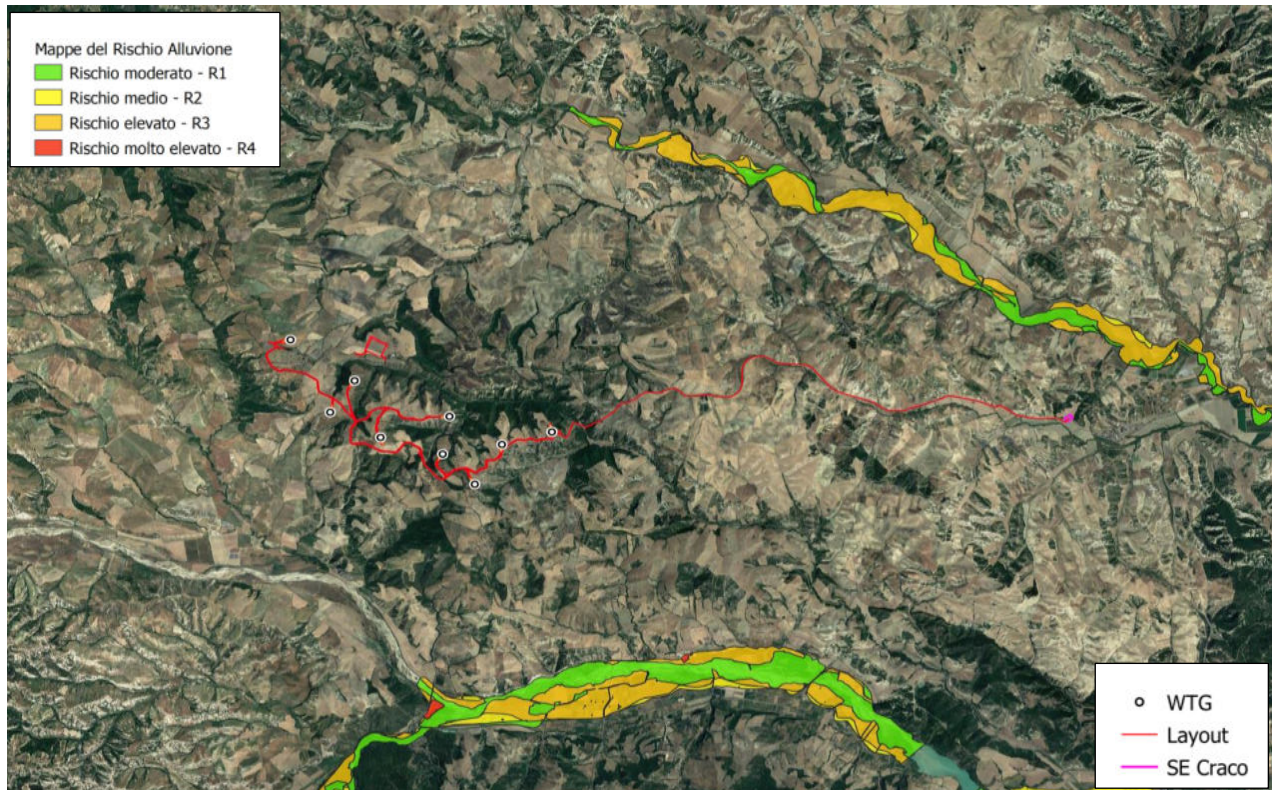 Mappe del Rischio Alluvione
Rischio moderato - R1
Rischio medio - R2
Rischio elevato - R3
Rischio molto elevato - R4
WTG
Layout
SE Craco